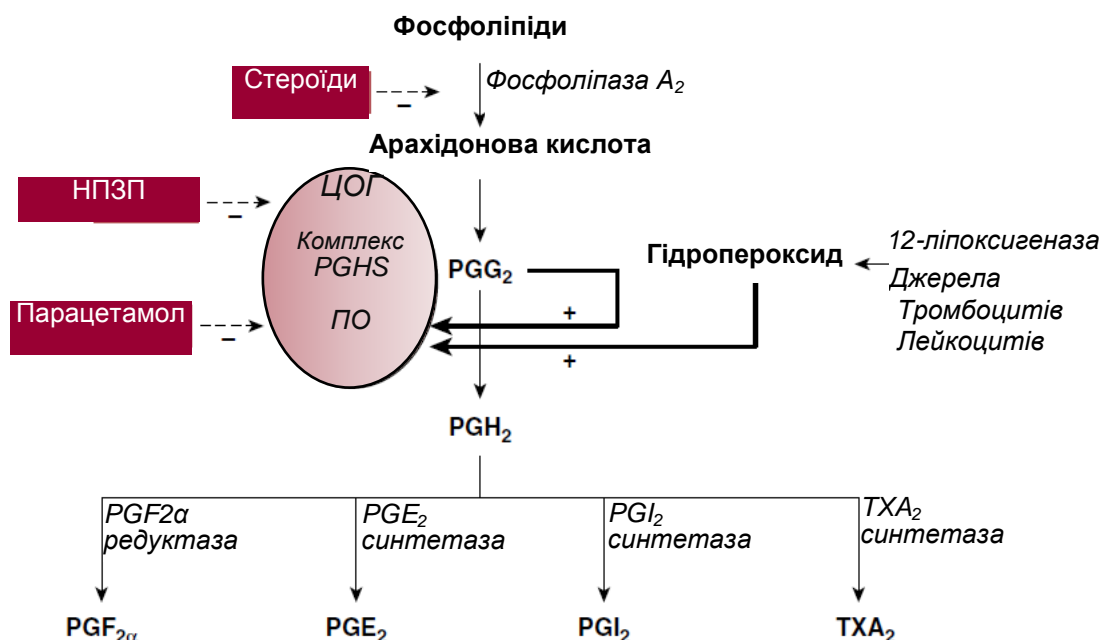 Фосфоліпіди
Стероїди
–
Фосфоліпаза A₂
Арахідонова кислота
НПЗП
–
ЦОГ
Комплекс
PGHS
ПО
PGG₂
Гідропероксид
12-ліпоксигеназа
Джерела
Тромбоцитів
Лейкоцитів
Парацетамол
–
+
+
PGH₂
PGF2α
редуктаза
PGE₂
синтетаза
PGI₂
синтетаза
TXA₂
синтетаза
PGF₂α
PGE₂
PGI₂
TXA₂